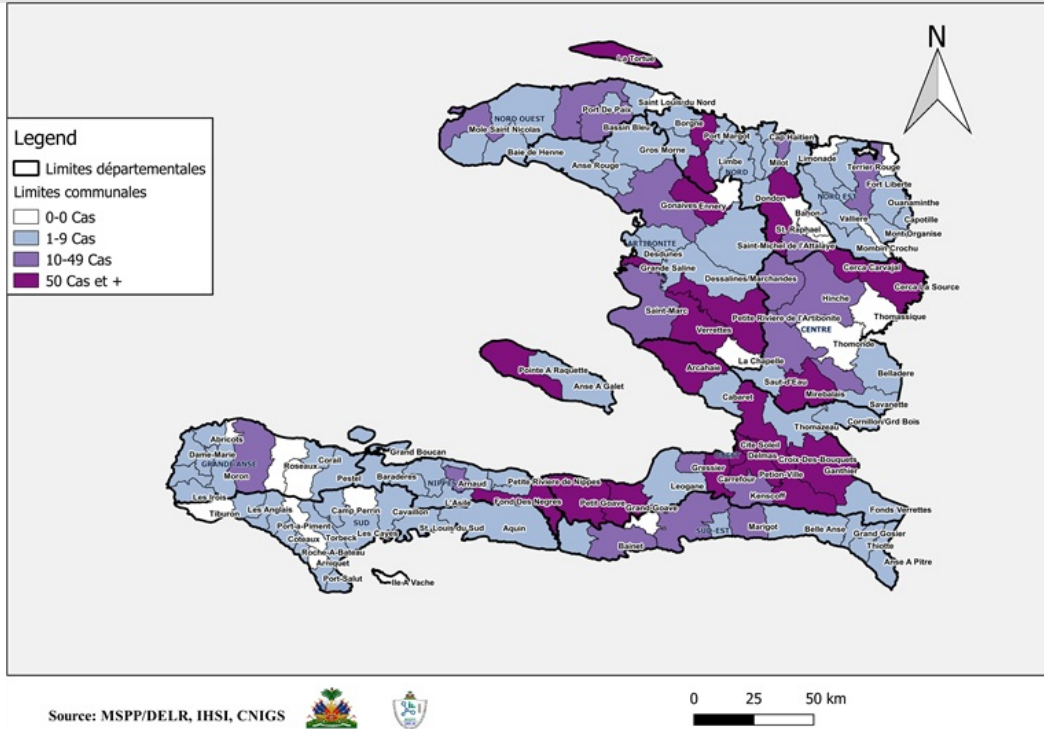 N
Legend
Limites départementales
Limites communales
0-0 Cas
1-9 Cas
10-49 Cas
50 Cas et +
La Tortue
Saint Louis du Nord
Port De Paix
NORD OUEST
Mole Saint Nicolas
Bassin Bleu
Borgne
Port Margot
Cap Haitien
Baie de Henne
Gros Morne
Limbe
Milot
Limonade
Terrier Rouge
Anse Rouge
NORD
Fort Liberte
NORD EST
Ouanaminthe
Gonaives
Ennery
Dondon
Bahon
Valliere
Capotille
St. Raphael
Mont Organise
ARTIBONITE
Saint-Michel de l'Attalaye
Mombin Crochu
Desdunes
Grande Saline
Dessalines/Marchandes
Cerca Carvajal
Cerca La Source
Hinche
Saint-Marc
Petite Rivière de l'Artibonite
Thomassique
Verrettes
CENTRE
Thomonde
La Chapelle
Pointe A Raquette
Arcahaie
Belladere
Anse A Galet
Saut-d'Eau
Mirebalais
Cabaret
Savanette
Cornillon/Grd Bois
Thomazeau
Abricots
Cite Soleil
Grand Boucan
Dame-Marie
Corail
Delmas
Croix-Des-Bouquets
GRANDE ANSE
Roseaux
Gressier
Petion-Ville
Ganthier
Moron
Pestel
Baraderes
NIPPES
Arnaud
Petite Rivière de Nippes
Leogane
Carrefour
Kenscoff
Les Irois
Les Anglais
Camp Perrin
Cavaillon
L'Asile
Fond Des Negres
Petit Goave
Grand-Goave
Fonds Verrettes
Tiburon
Port-a-Piment
SUD
St. Louis du Sud
Aquin
SUD-EST
Marigot
Belle Anse
Grand Gosier
Coteaux
Torbeck
Les Cayes
Bainet
Thiotte
Roche-A-Bateau
Arniquet
Anse A Pitre
Port-Salut
Ile-A Vache
0 25 50 km
Source: MSPP/DELR, IHSI, CNIGS